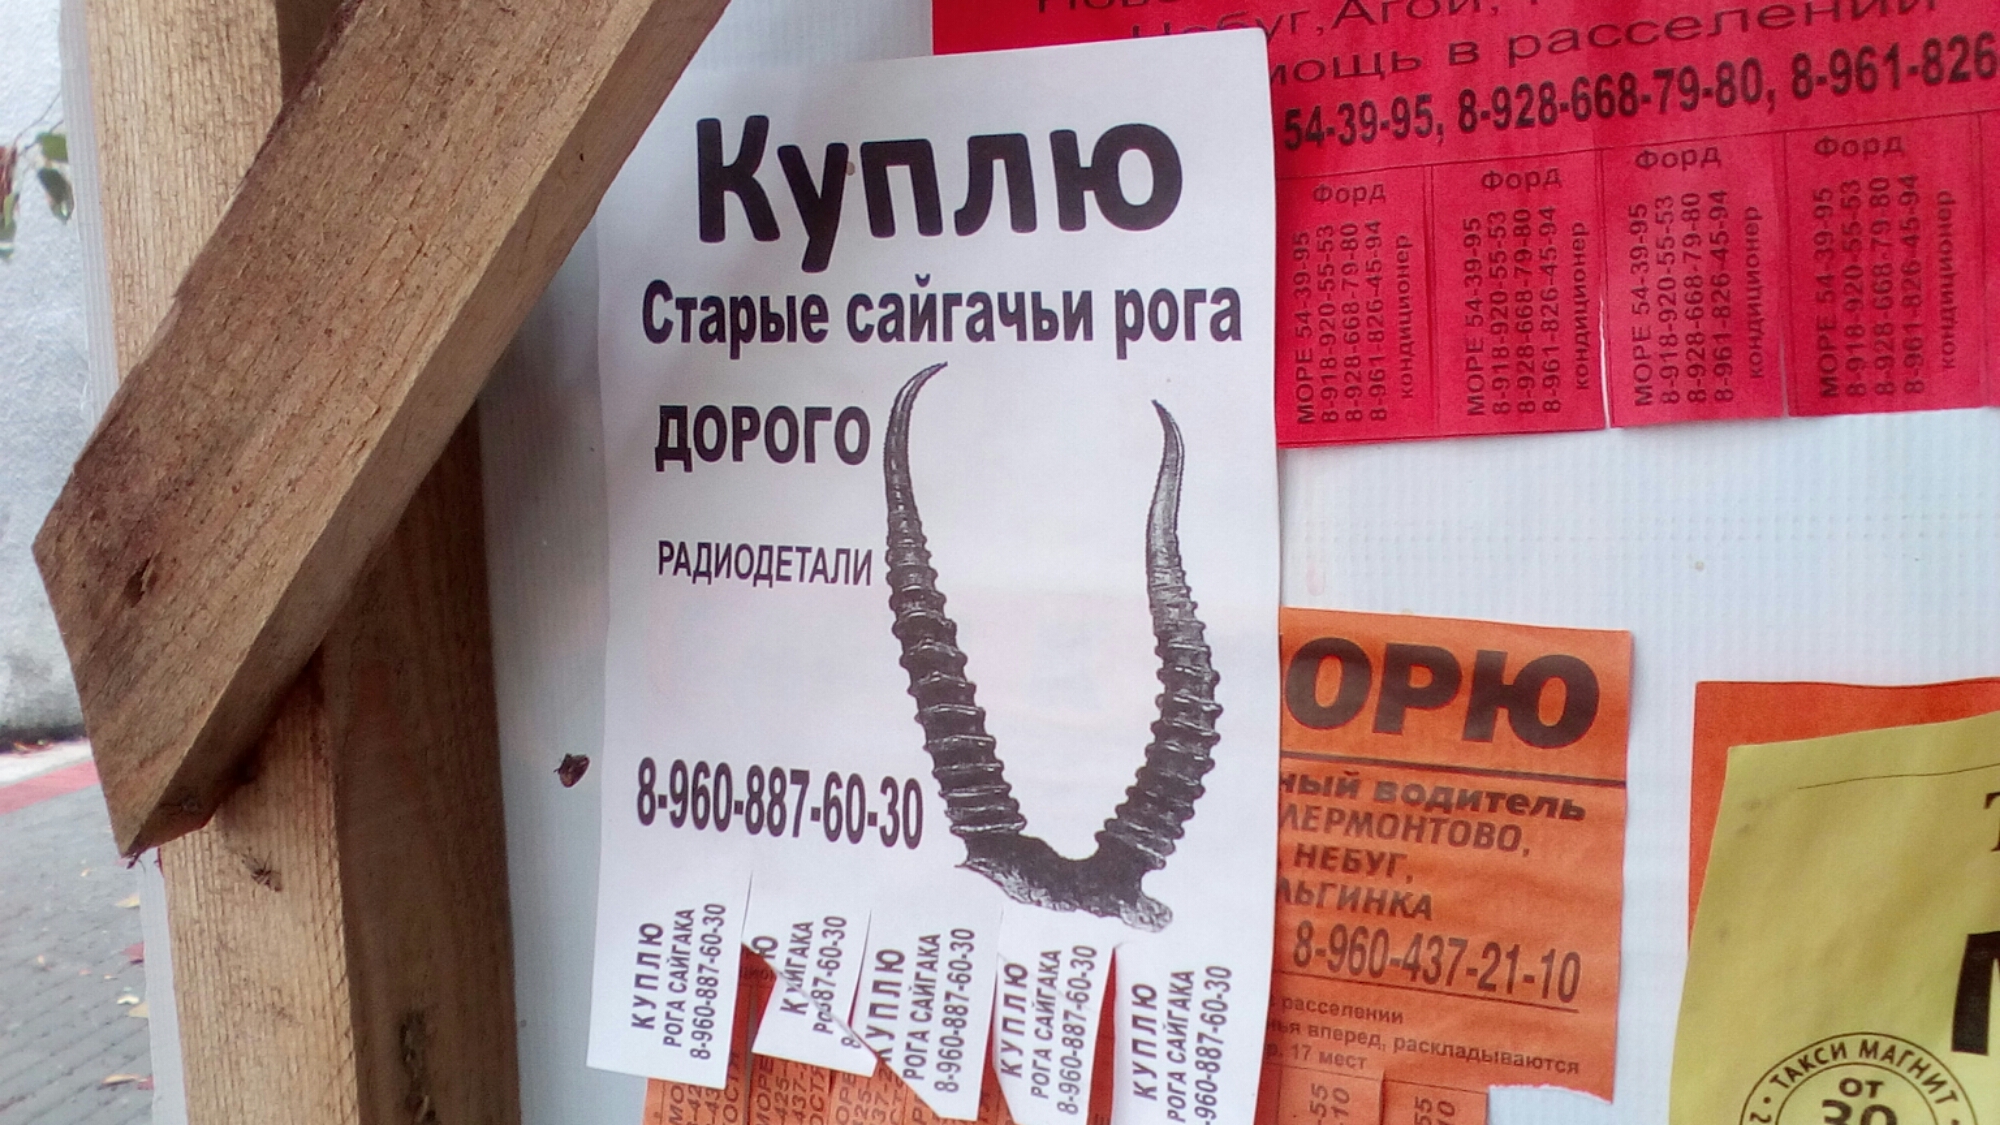 Куплю
Старые сайгачьи рога
ДОРОГО
РАДИОДЕТАЛИ
8-960-887-60-30
КУПЛЮ
РОГА САЙГАКА
8-960-887-60-30
КУПЛЮ
РОГА САЙГАКА
8-960-887-60-30
КУПЛЮ
РОГА САЙГАКА
8-960-887-60-30
КУПЛЮ
РОГА САЙГАКА
-960-887-60-30
Небуг, Агой,
мощь в расселении
54-39-95, 8-928-668-79-80, 8-961-826
Форд
МОРЕ 54-39-95
8-918-920-55-53
8-928-668-79-80
8-961-826-45-94
кондиционер
Форд
МОРЕ 54-39-95
8-918-920-55-53
8-928-668-79-80
8-961-826-45-94
кондиционер
Форд
МОРЕ 54-39-95
8-918-920-55-53
8-928-668-79-80
8-961-826-45-94
кондиционер
Форд
МОРЕ 54-39-95
8-918-920-55-53
8-928-668-79-80
8-961-826-45-94
кондиционер
ОРЮ
ный водитель
ЛЕРМОНТОВО,
НЕБУГ,
ЛЬГИНКА
8-960-437-21-10
расселении
ья вперед, раскладываются
р. 17 мест
ТАКСИ МАГНИТ
ОТ
30